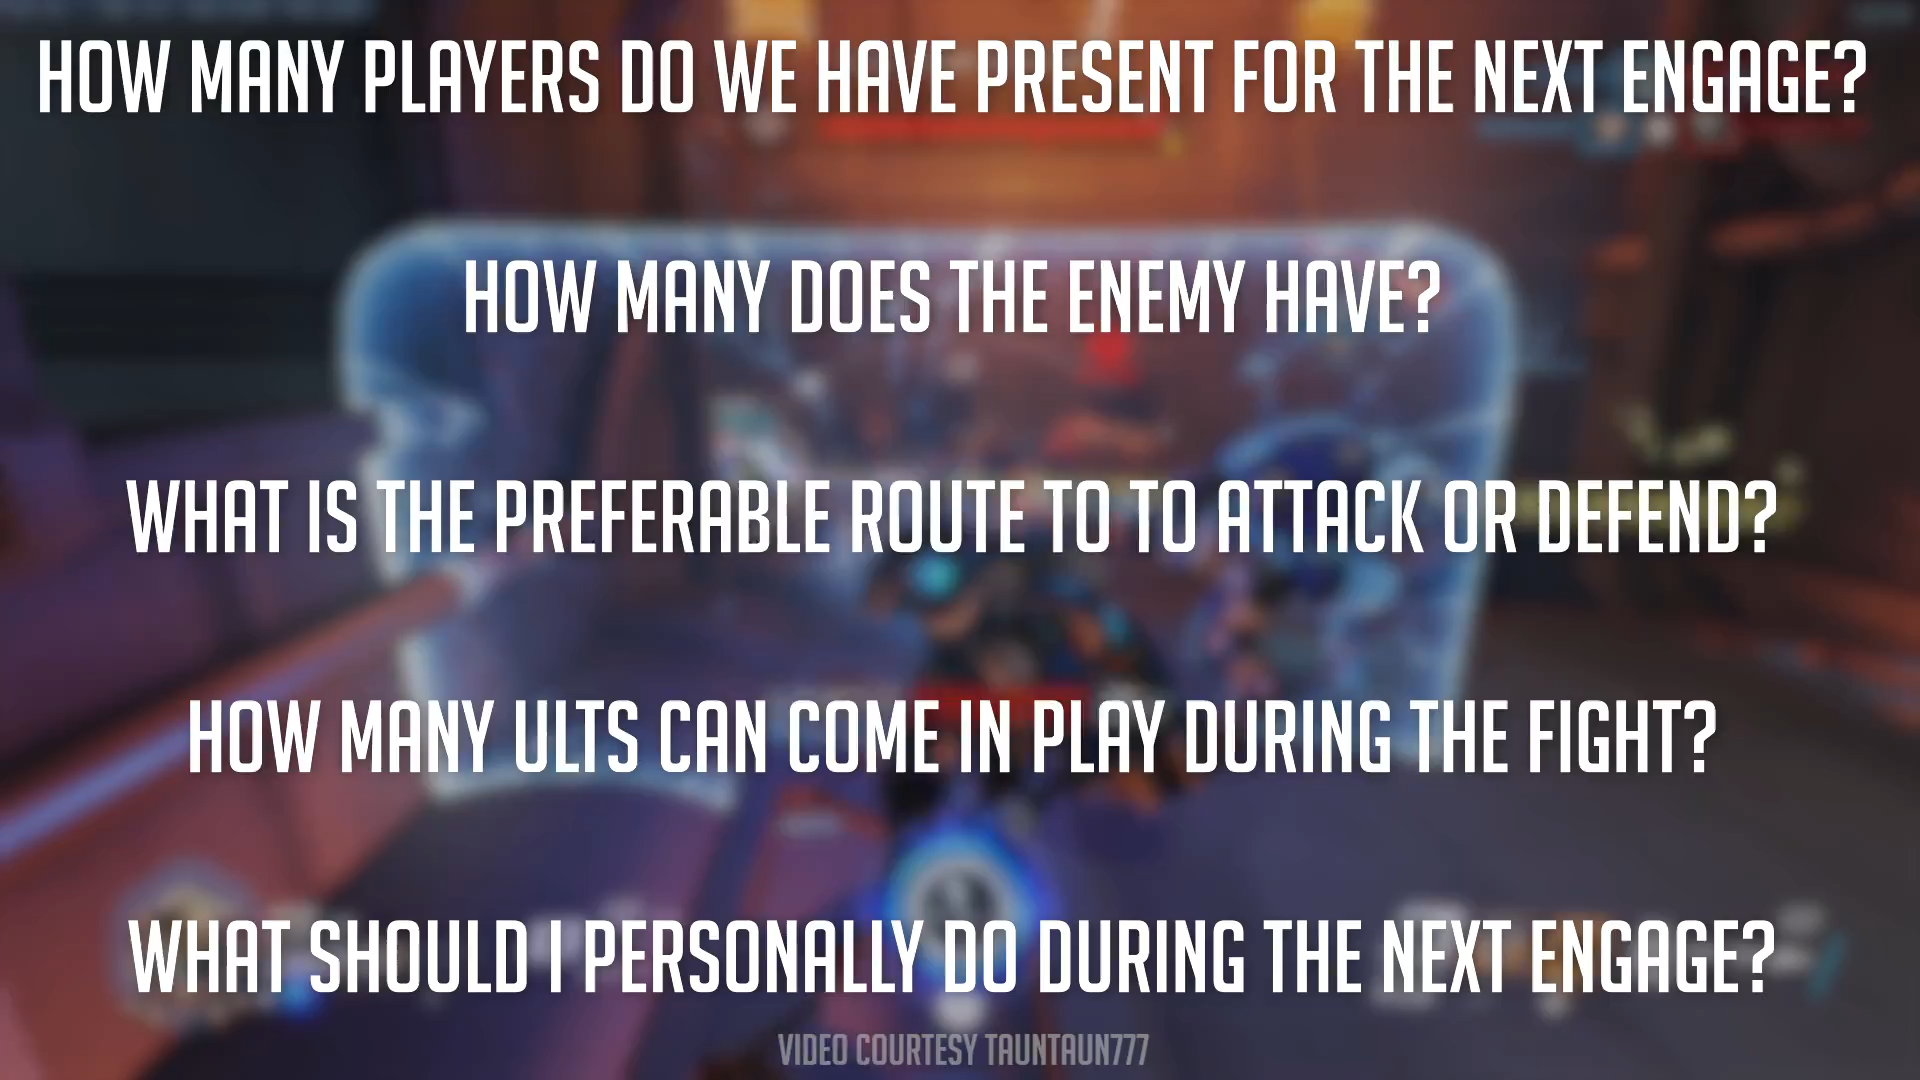 HOW MANY PLAYERS DO WE HAVE PRESENT FOR THE NEXT ENGAGE?
HOW MANY DOES THE ENEMY HAVE?
WHAT IS THE PREFERABLE ROUTE TO TO ATTACK OR DEFEND?
HOW MANY ULTS CAN COME IN PLAY DURING THE FIGHT?
WHAT SHOULD I PERSONALLY DO DURING THE NEXT ENGAGE?
VIDEO COURTESY TAUNTAUN777